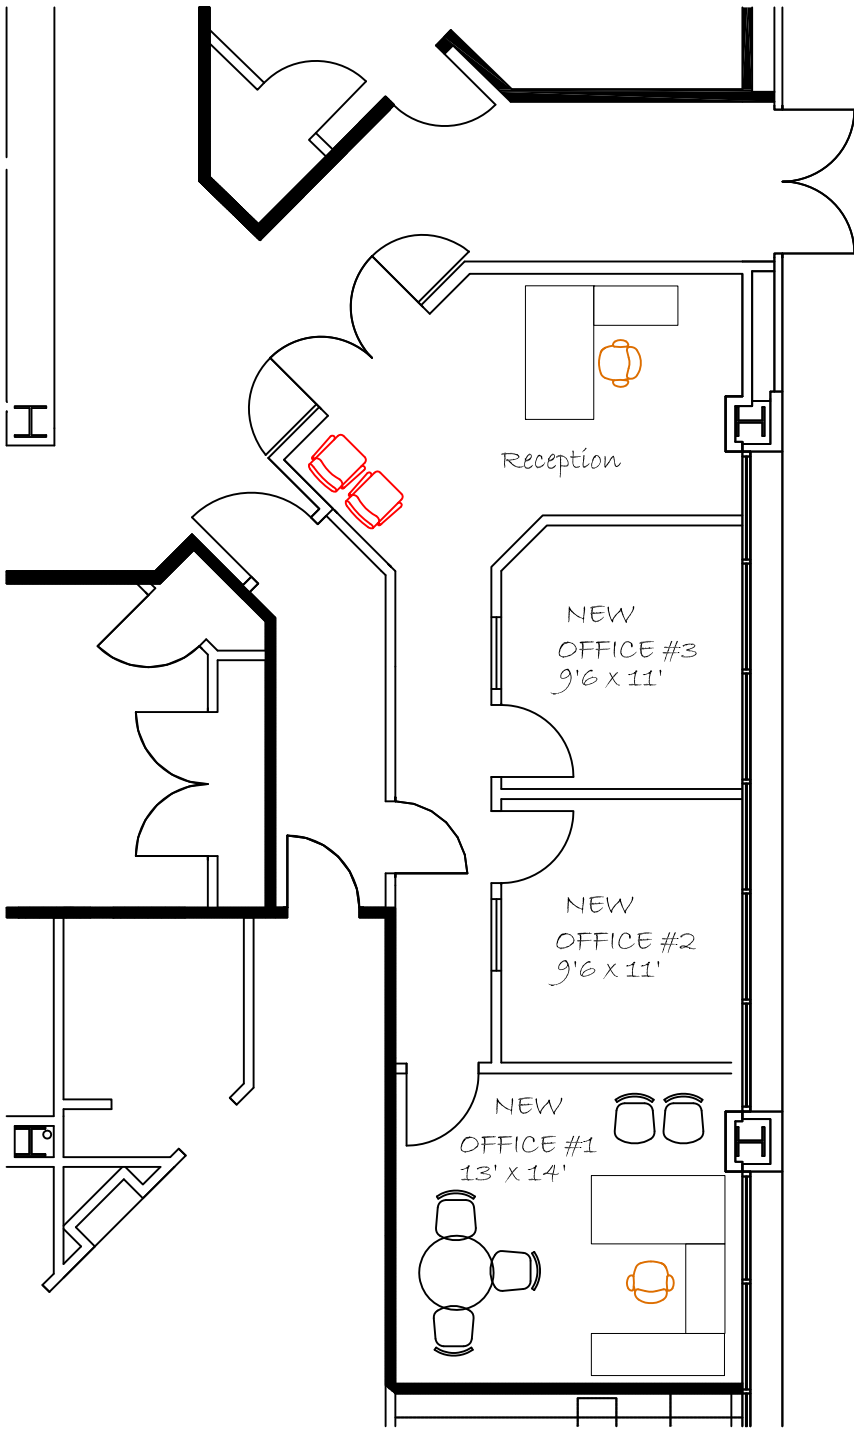 Reception
NEW
OFFICE #3
9'6 X 11'
NEW
OFFICE #2
9'6 X 11'
NEW
OFFICE #1
13' X 14'